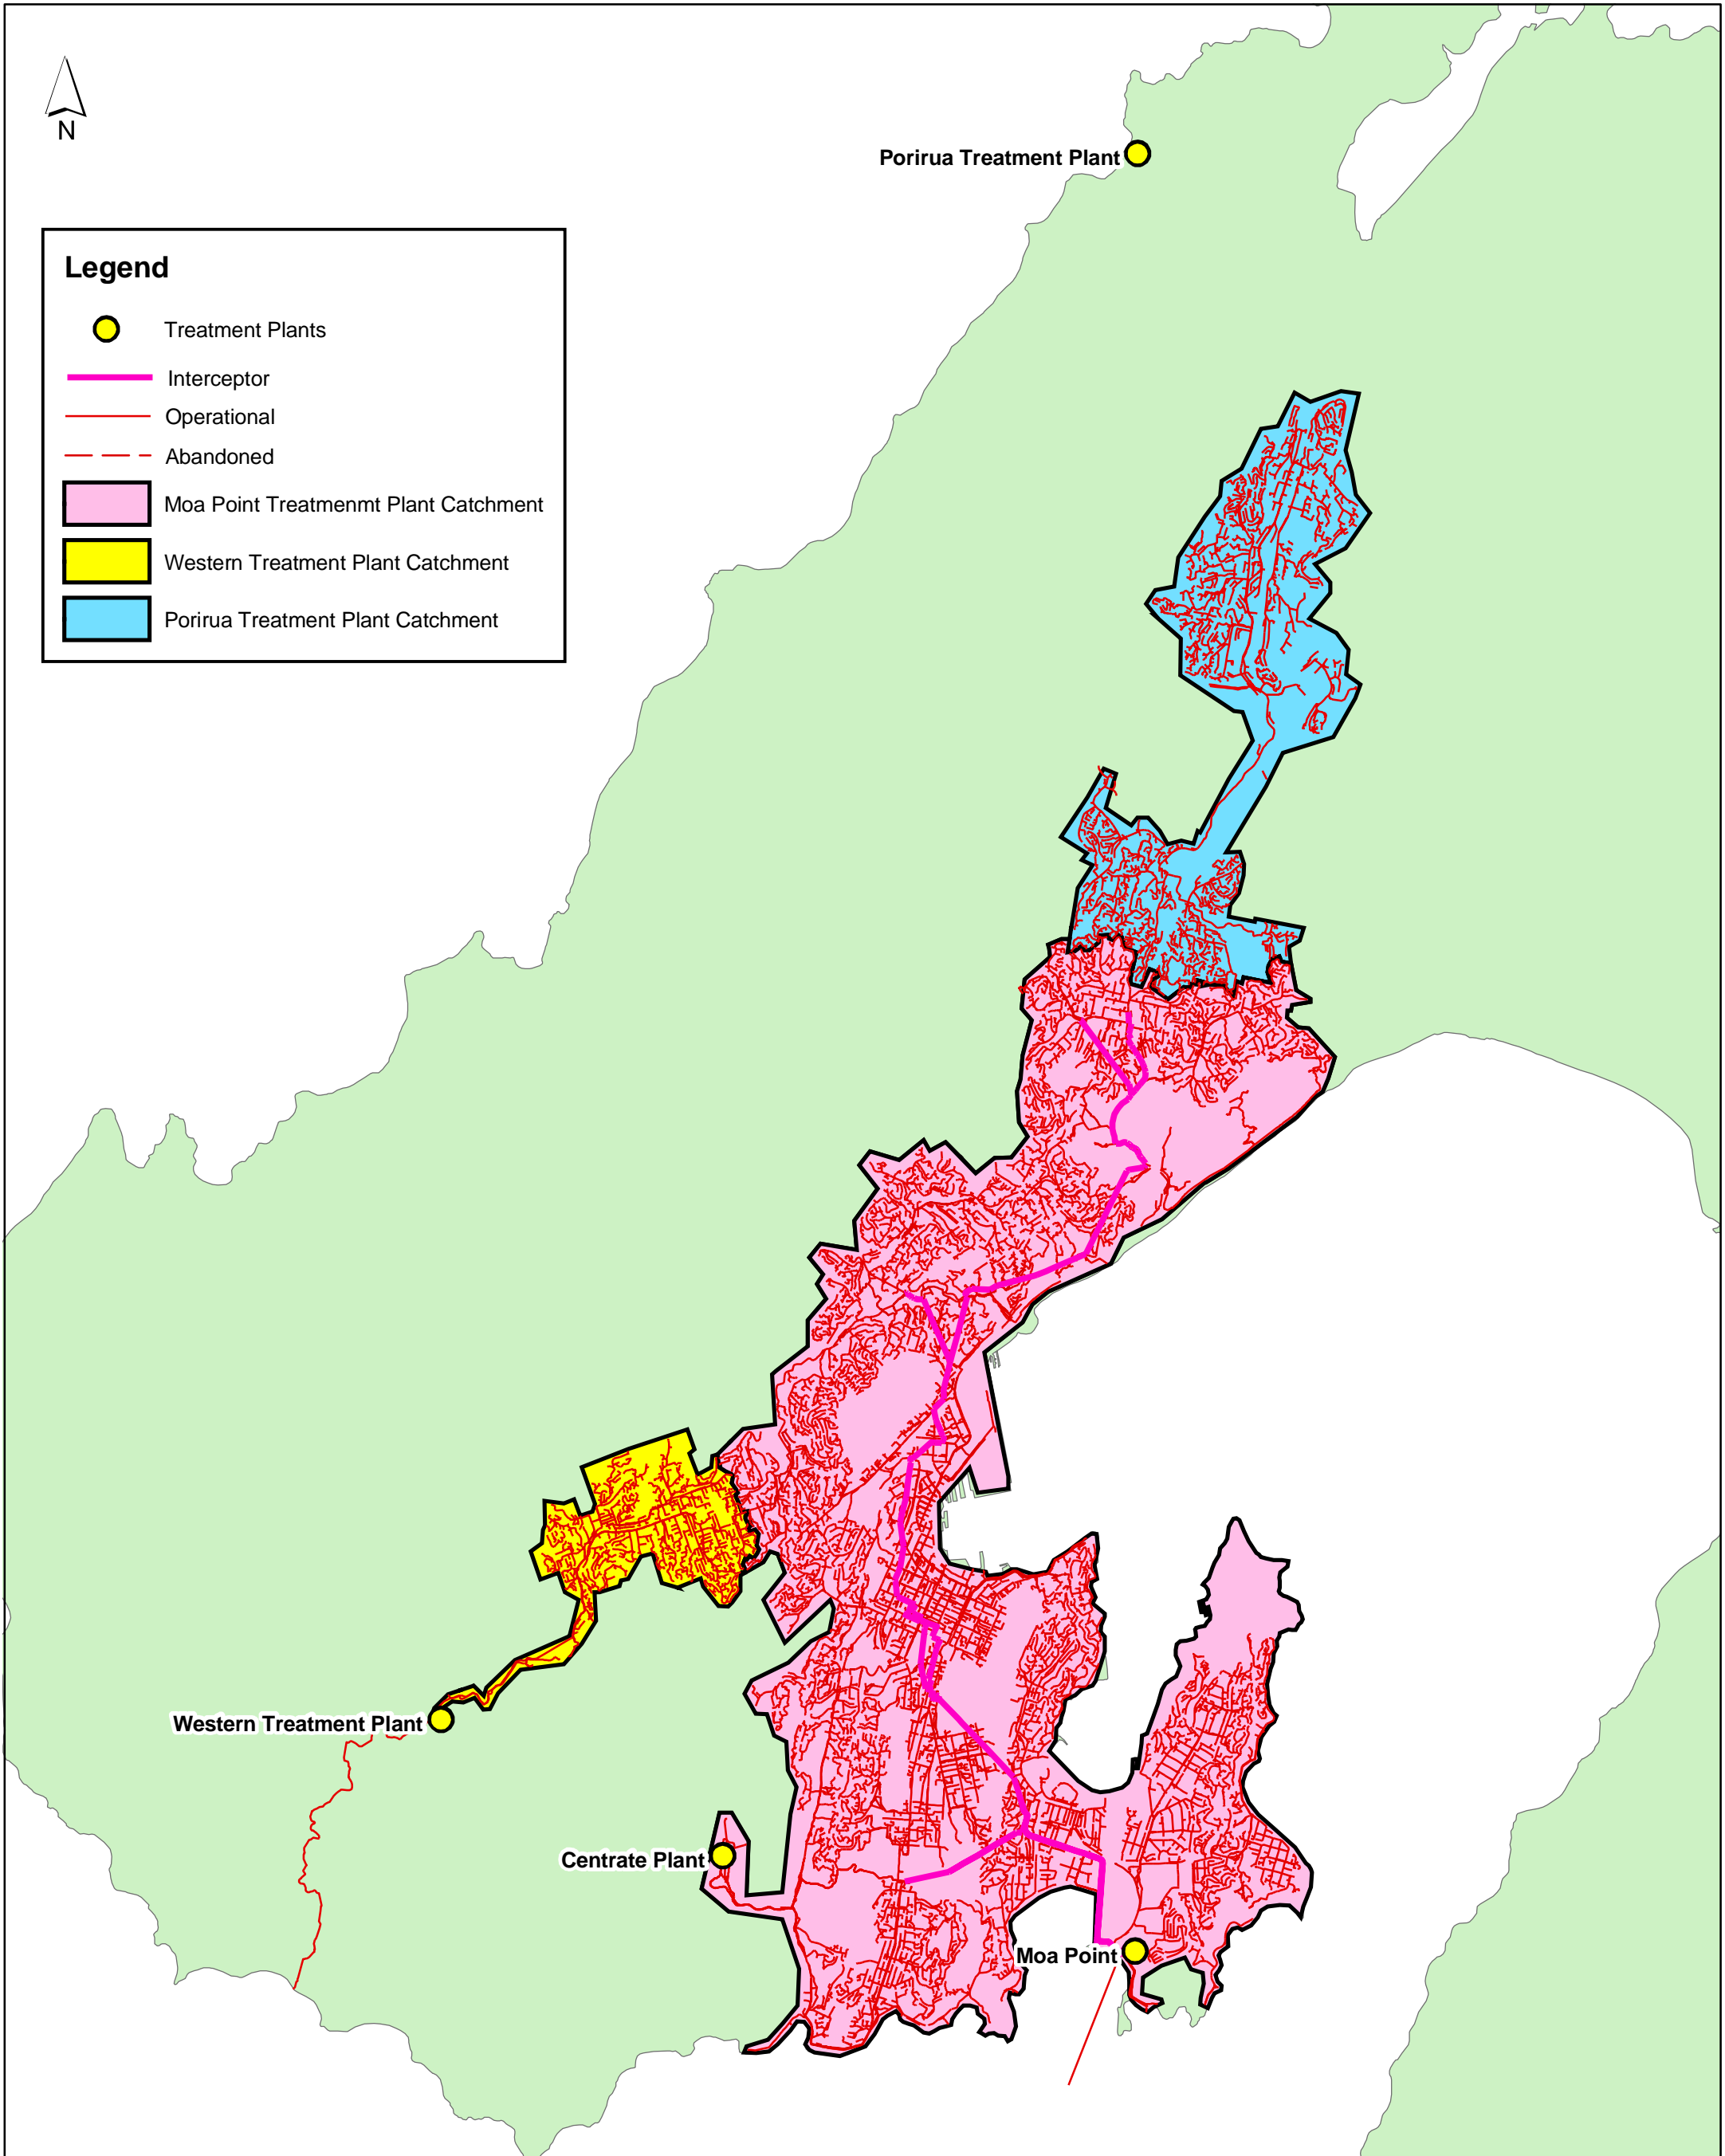 N
Porirua Treatment Plant
Legend
Treatment Plants
Interceptor
Operational
Abandoned
Moa Point Treatmenmt Plant Catchment
Western Treatment Plant Catchment
Porirua Treatment Plant Catchment
Western Treatment Plant
Centrate Plant
Moa Point